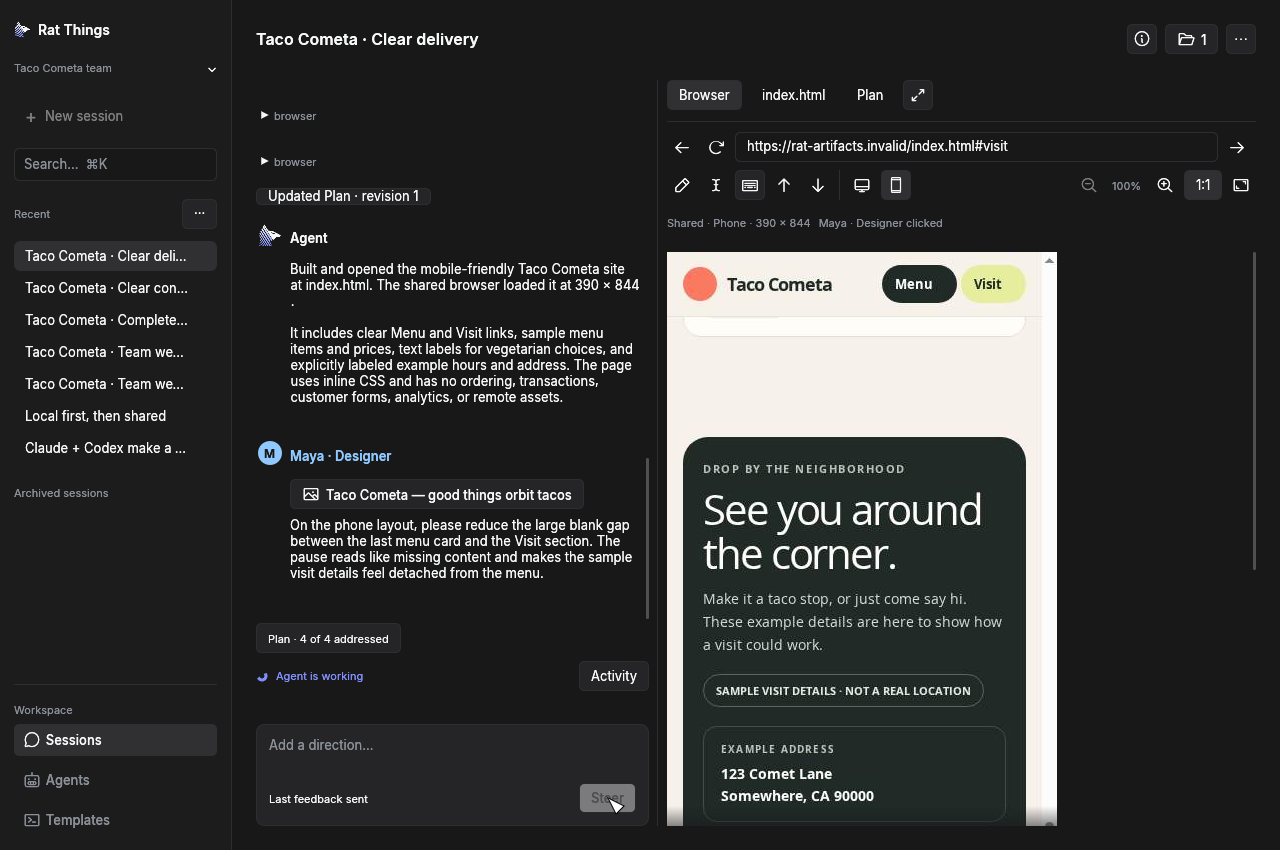 Rat Things
Taco Cometa team
+ New session
Search... ⌘K
Recent
...
Taco Cometa · Clear deli...
Taco Cometa · Clear con...
Taco Cometa · Complete...
Taco Cometa · Team we...
Taco Cometa · Team we...
Local first, then shared
Claude + Codex make a ...
Archived sessions
Workspace
Sessions
Agents
Templates
Taco Cometa · Clear delivery
1
...
browser
browser
Updated Plan · revision 1
Agent
Built and opened the mobile-friendly Taco Cometa site
at index.html. The shared browser loaded it at 390 × 844
.
It includes clear Menu and Visit links, sample menu
items and prices, text labels for vegetarian choices, and
explicitly labeled example hours and address. The page
uses inline CSS and has no ordering, transactions,
customer forms, analytics, or remote assets.
M
Maya · Designer
Taco Cometa — good things orbit tacos
On the phone layout, please reduce the large blank gap
between the last menu card and the Visit section. The
pause reads like missing content and makes the sample
visit details feel detached from the menu.
Plan · 4 of 4 addressed
Agent is working
Activity
Add a direction...
Last feedback sent
Steer
Browser
index.html
Plan
https://rat-artifacts.invalid/index.html#visit
100%
1:1
Shared · Phone · 390 × 844 Maya · Designer clicked
Taco Cometa
Menu
Visit
DROP BY THE NEIGHBORHOOD
See you around
the corner.
Make it a taco stop, or just come say hi.
These example details are here to show how
a visit could work.
SAMPLE VISIT DETAILS · NOT A REAL LOCATION
EXAMPLE ADDRESS
123 Comet Lane
Somewhere, CA 90000